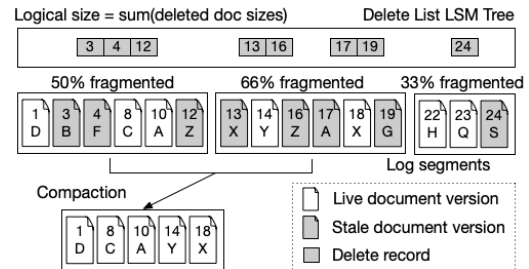 Logical size = sum(deleted doc sizes) Delete List LSM Tree
3 4 12 13 16 17 19 24
50% fragmented 66% fragmented 33% fragmented
1 3 4 8 10 12 13 14 16 17 18 19 22 23 24
D B F C A Z X Y Z A X G H Q S
Log segments
Compaction
1 8 10 14 18
D C A Y X
Live document version
Stale document version
Delete record